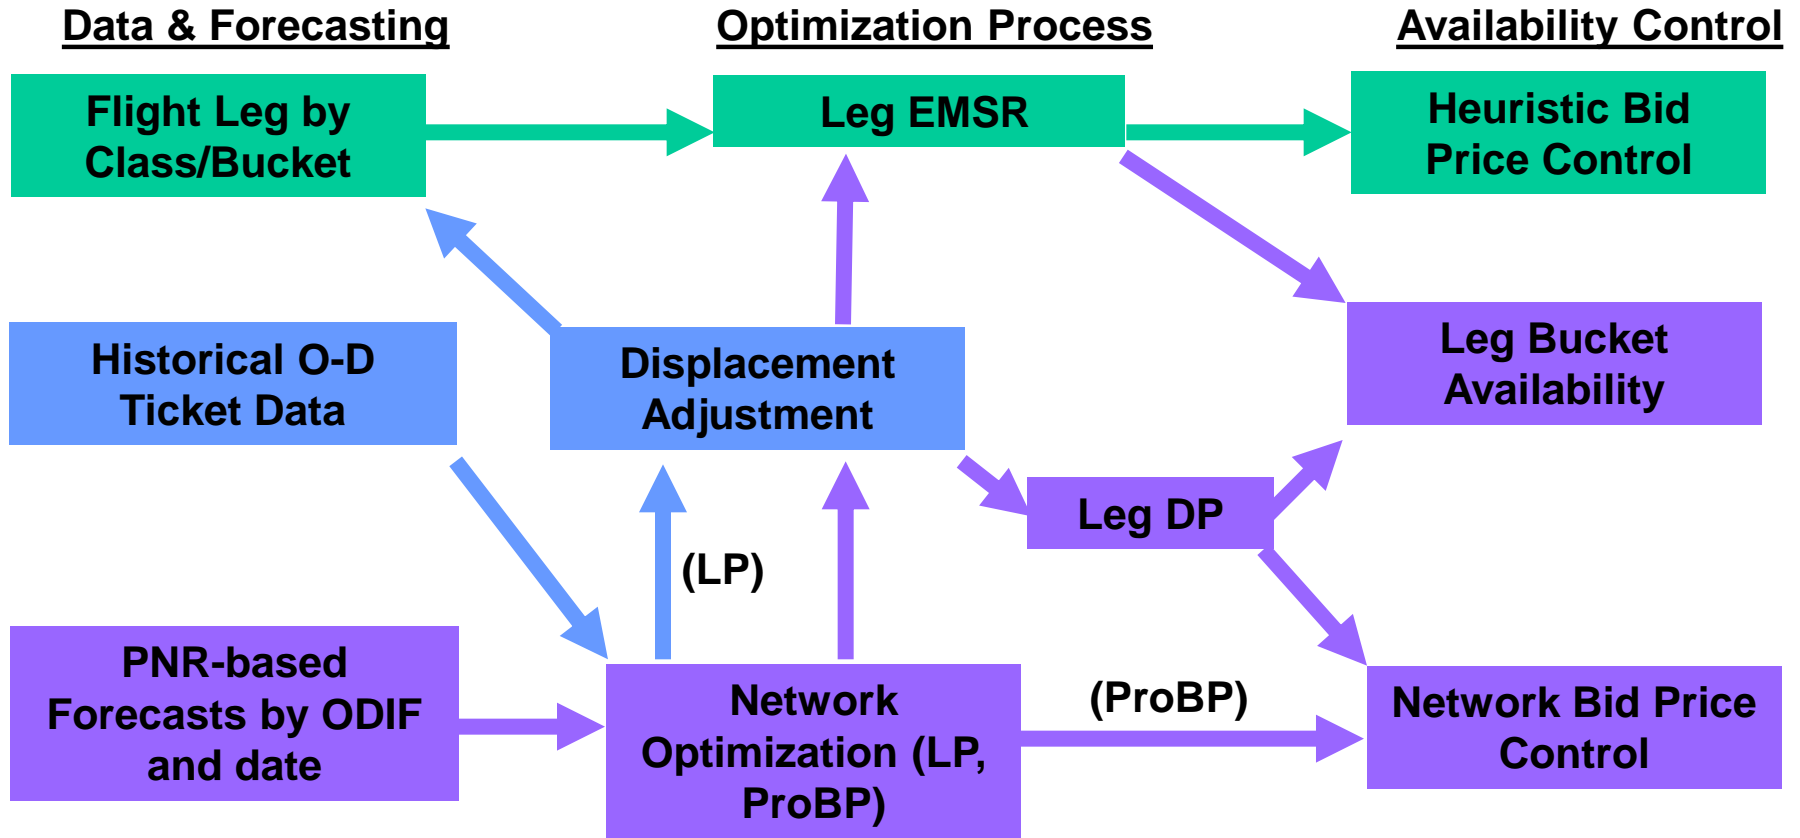 Data & Forecasting
Optimization Process
Availability Control
Flight Leg by
Class/Bucket
Leg EMSR
Heuristic Bid
Price Control
Historical O-D
Ticket Data
Displacement
Adjustment
Leg Bucket
Availability
Leg DP
(LP)
PNR-based
Forecasts by ODIF
and date
Network
Optimization (LP,
ProBP)
(ProBP)
Network Bid Price
Control